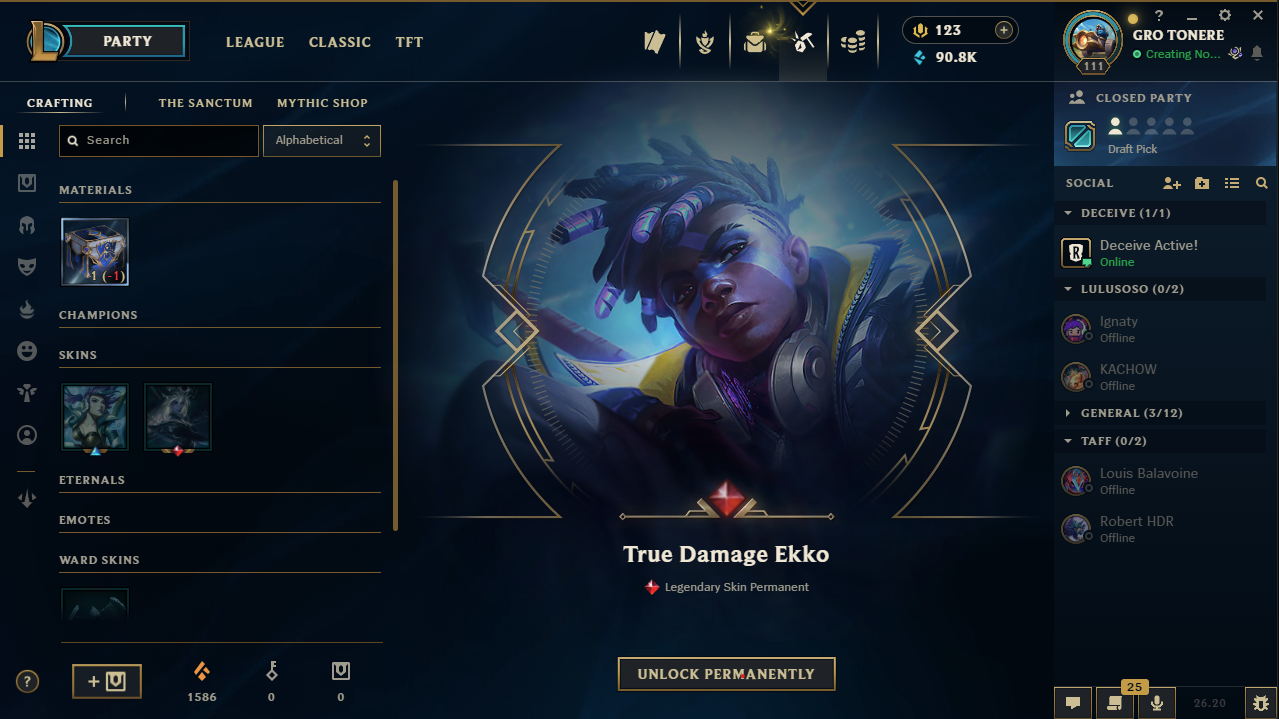 PARTY
LEAGUE
CLASSIC
TFT
123
90.8K
?
GRO TONERE
Creating No...
111
CRAFTING
THE SANCTUM
MYTHIC SHOP
Search
Alphabetical
MATERIALS
1 (-1)
CHAMPIONS
SKINS
ETERNALS
EMOTES
WARD SKINS
?
+
1586
0
0
True Damage Ekko
Legendary Skin Permanent
UNLOCK PERMANENTLY
CLOSED PARTY
Draft Pick
SOCIAL
DECEIVE (1/1)
Deceive Active!
Online
LULUSOSO (0/2)
Ignaty
Offline
KACHOW
Offline
GENERAL (3/12)
TAFF (0/2)
Louis Balavoine
Offline
Robert HDR
Offline
25
26.20